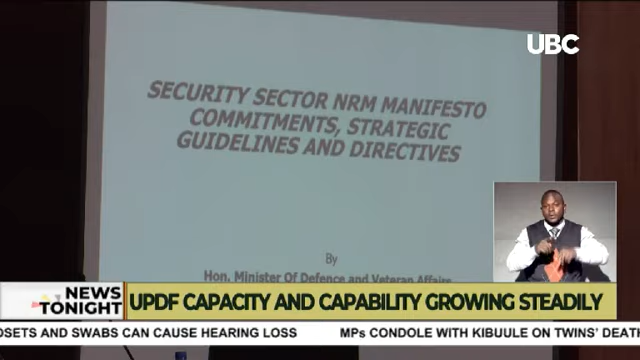 UBC
SECURITY SECTOR NRM MANIFESTO
COMMITMENTS, STRATEGIC
GUIDELINES AND DIRECTIVES
By
Hon. Minister Of Defence and Veteran Affairs
NEWS
TONIGHT
UPDF CAPACITY AND CAPABILITY GROWING STEADILY
AND SWABS CAN CAUSE HEARING LOSS
MPs CONDOLE WITH KIBUULE ON TWINS'